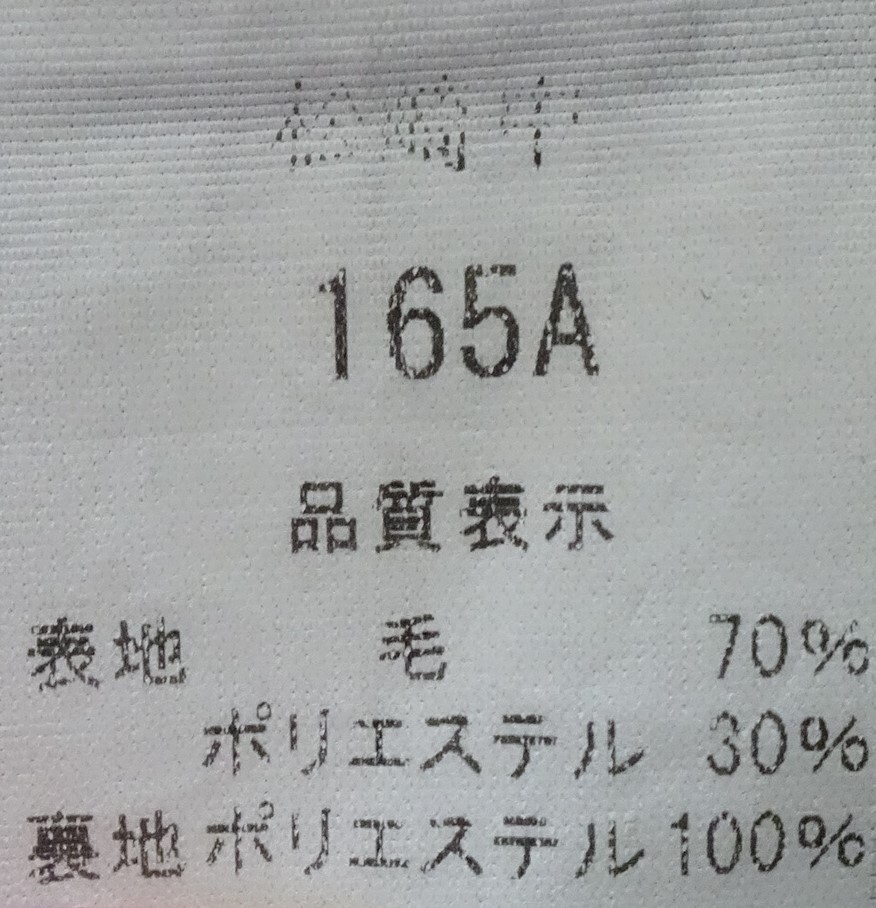 165A
品質表示
表地 毛 70%
ポリエステル 30%
裏地 ポリエステル 100%